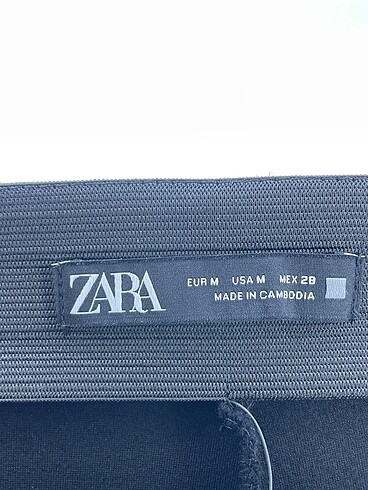 ZARA
EUR M USA M MEX 28
MADE IN CAMBODIA